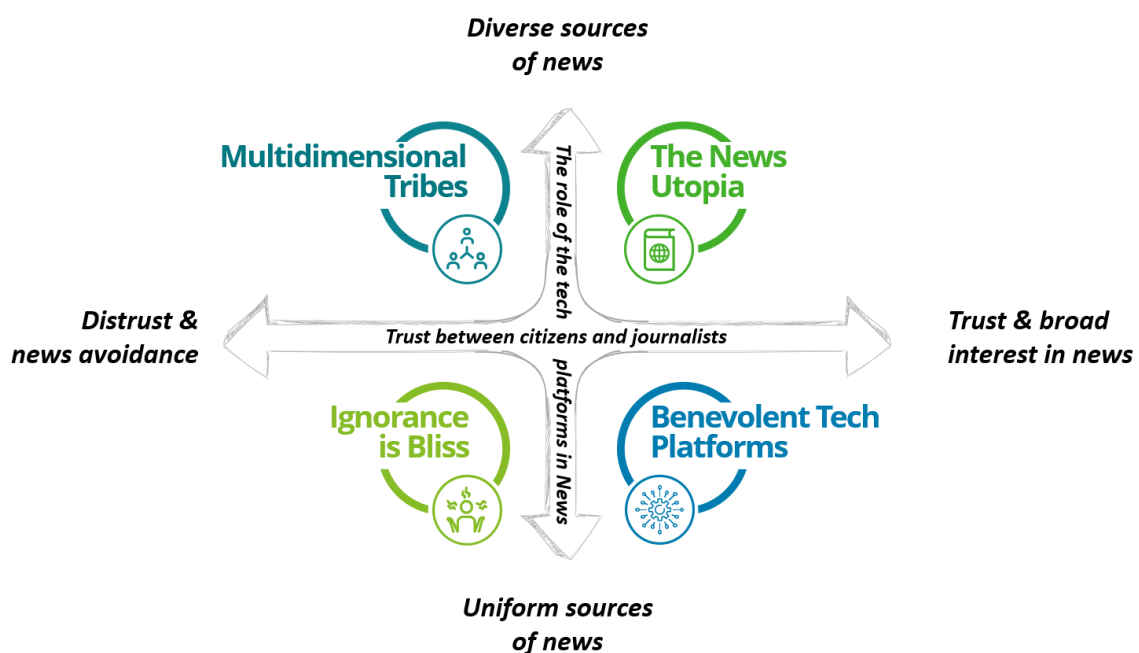 Diverse sources
of news
Multidimensional
Tribes
The News
Utopia
The role of the tech
platforms in News
Distrust &
news avoidance
Trust between citizens and journalists
Trust & broad
interest in news
Ignorance
is Bliss
Benevolent Tech
Platforms
Uniform sources
of news